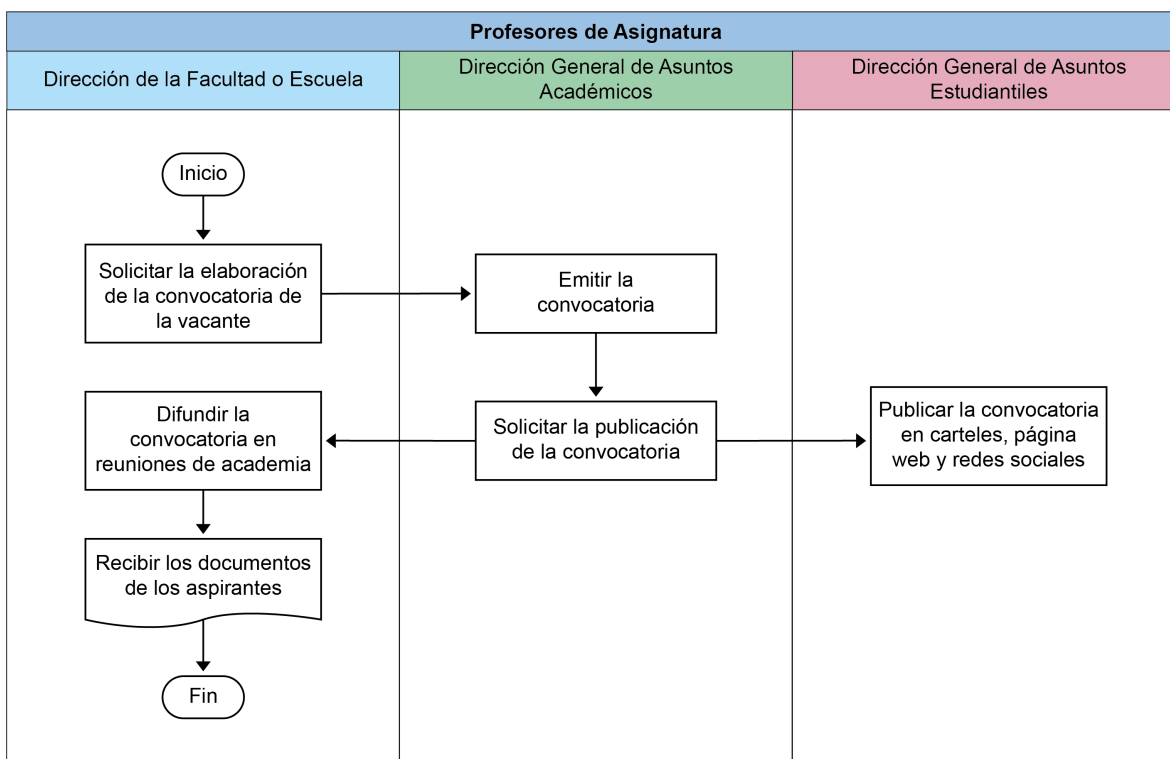 Profesores de Asignatura
Dirección de la Facultad o Escuela
Dirección General de Asuntos
Académicos
Dirección General de Asuntos
Estudiantiles
Inicio
Solicitar la elaboración
de la convocatoria de
la vacante
Emitir la
convocatoria
Difundir la
convocatoria en
reuniones de academia
Solicitar la publicación
de la convocatoria
Publicar la convocatoria
en carteles, página
web y redes sociales
Recibir los documentos
de los aspirantes
Fin